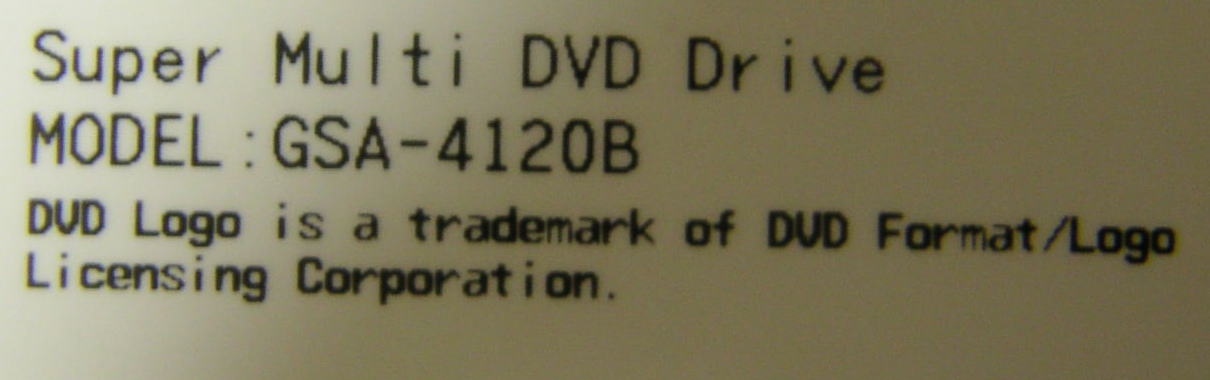 Super Multi DVD Drive
MODEL:GSA-4120B
DVD Logo is a trademark of DVD Format/Logo
Licensing Corporation.